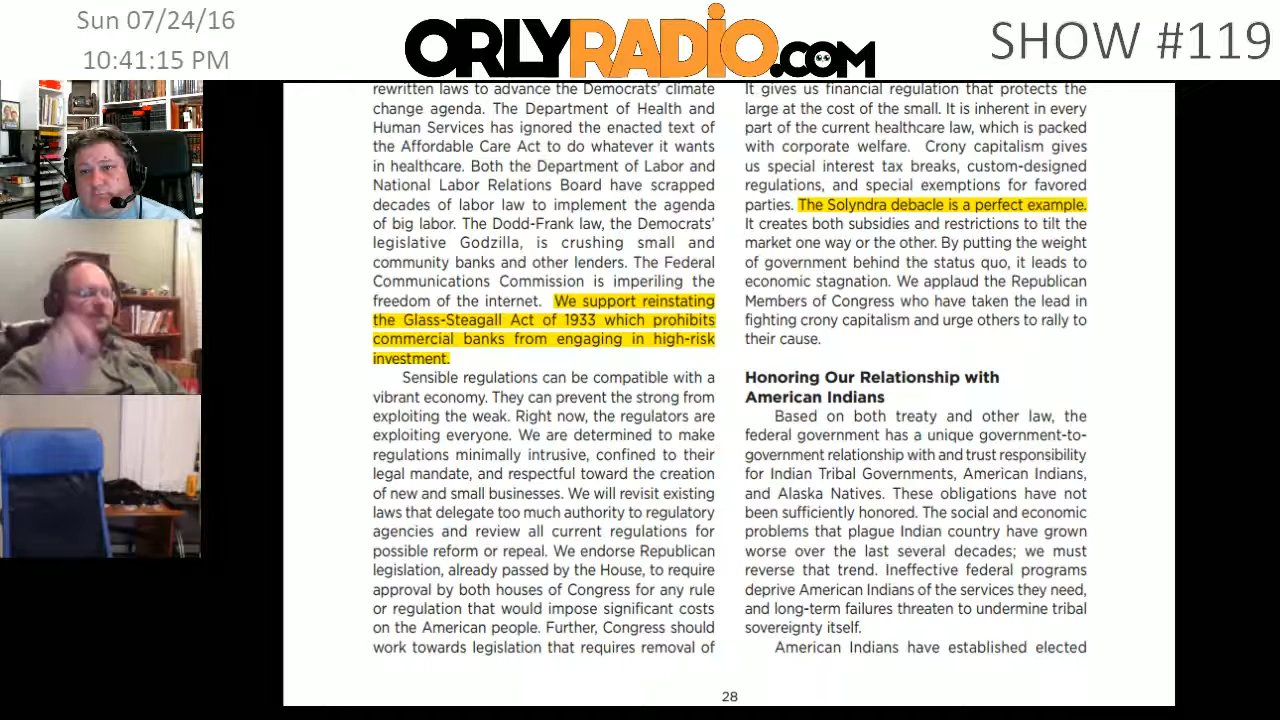 Sun 07/24/16
10:41:15 PM
ORLYRADiO.COM
SHOW #119
rewritten laws to advance the Democrats' climate
change agenda. The Department of Health and
Human Services has ignored the enacted text of
the Affordable Care Act to do whatever it wants
in healthcare. Both the Department of Labor and
National Labor Relations Board have scrapped
decades of labor law to implement the agenda
of big labor. The Dodd-Frank law, the Democrats'
legislative Godzilla, is crushing small and
community banks and other lenders. The Federal
Communications Commission is imperiling the
freedom of the internet. We support reinstating
the Glass-Steagall Act of 1933 which prohibits
commercial banks from engaging in high-risk
investment.
Sensible regulations can be compatible with a
vibrant economy. They can prevent the strong from
exploiting the weak. Right now, the regulators are
exploiting everyone. We are determined to make
regulations minimally intrusive, confined to their
legal mandate, and respectful toward the creation
of new and small businesses. We will revisit existing
laws that delegate too much authority to regulatory
agencies and review all current regulations for
possible reform or repeal. We endorse Republican
legislation, already passed by the House, to require
approval by both houses of Congress for any rule
or regulation that would impose significant costs
on the American people. Further, Congress should
work towards legislation that requires removal of
It gives us financial regulation that protects the
large at the cost of the small. It is inherent in every
part of the current healthcare law, which is packed
with corporate welfare. Crony capitalism gives
us special interest tax breaks, custom-designed
regulations, and special exemptions for favored
parties. The Solyndra debacle is a perfect example.
It creates both subsidies and restrictions to tilt the
market one way or the other. By putting the weight
of government behind the status quo, it leads to
economic stagnation. We applaud the Republican
Members of Congress who have taken the lead in
fighting crony capitalism and urge others to rally to
their cause.
Honoring Our Relationship with
American Indians
Based on both treaty and other law, the
federal government has a unique government-to-
government relationship with and trust responsibility
for Indian Tribal Governments, American Indians,
and Alaska Natives. These obligations have not
been sufficiently honored. The social and economic
problems that plague Indian country have grown
worse over the last several decades; we must
reverse that trend. Ineffective federal programs
deprive American Indians of the services they need,
and long-term failures threaten to undermine tribal
sovereignty itself.
American Indians have established elected
28